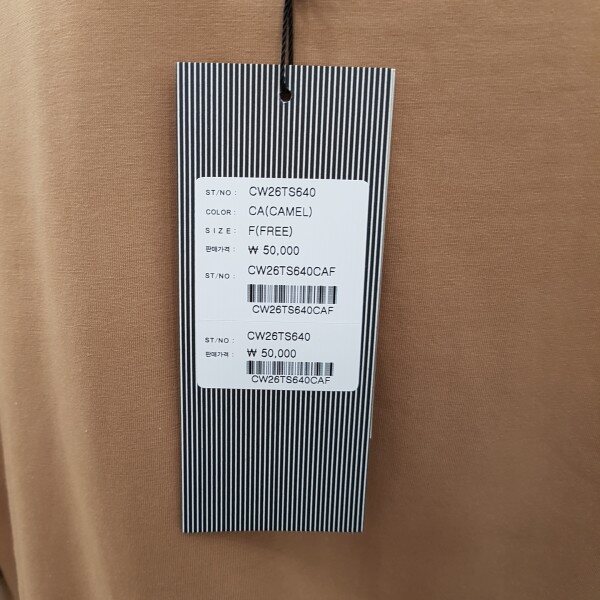 ST/NO : CW26TS640
COLOR : CA(CAMEL)
SIZE : F(FREE)
판매가격 : ₩ 50,000
ST/NO : CW26TS640CAF
CW26TS640CAF
ST/NO : CW26TS640
판매가격 : ₩ 50,000
CW26TS640CAF